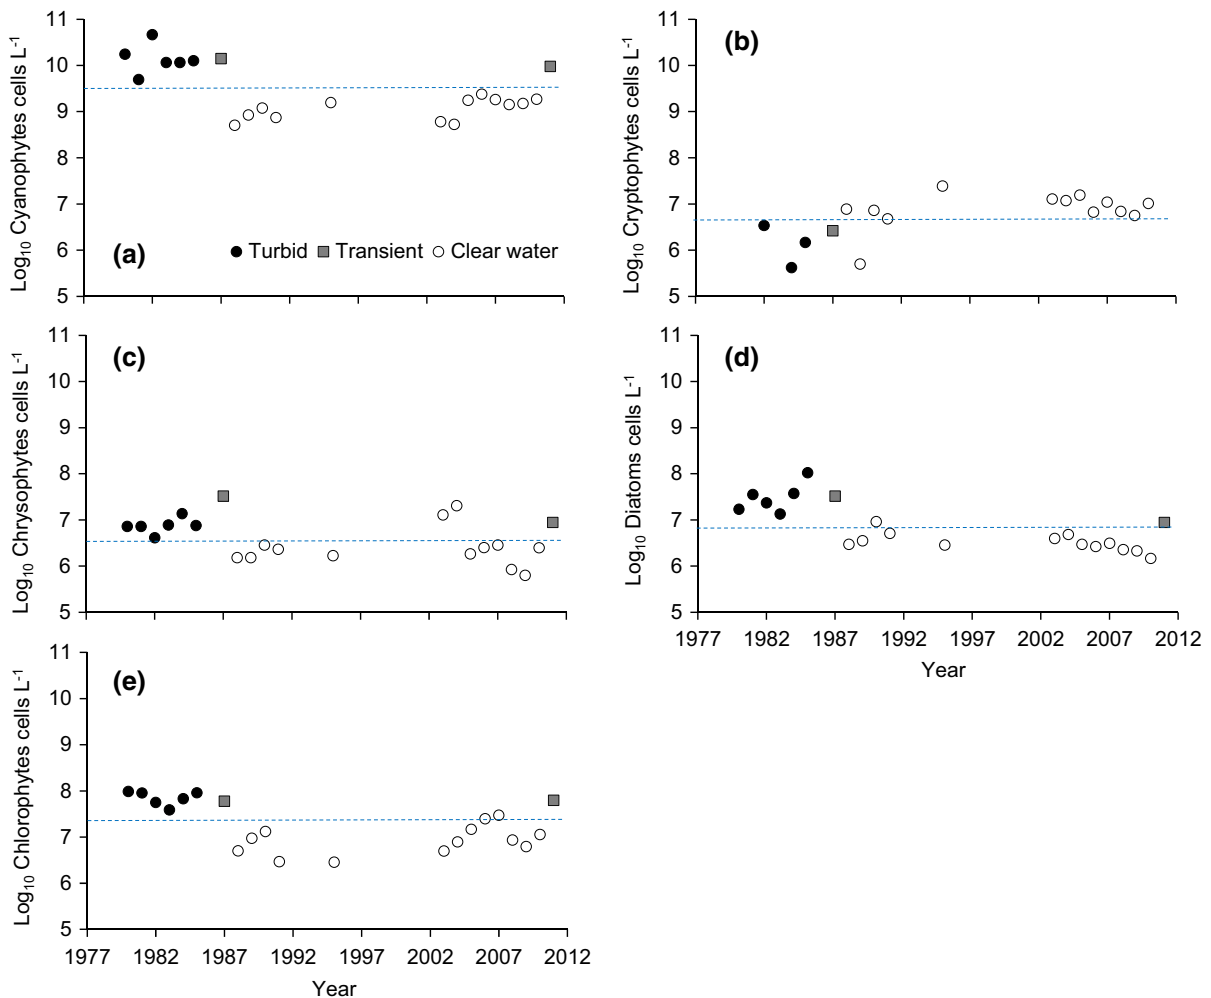 11
10
9
8
7
6
5
Log10 Cyanophytes cells L-1
(a)
Turbid Transient Clear water
11
10
9
8
7
6
5
Log10 Cryptophytes cells L-1
(b)
11
10
9
8
7
6
5
Log10 Chrysophytes cells L-1
(c)
11
10
9
8
7
6
5
Log10 Diatoms cells L-1
(d)
1977 1982 1987 1992 1997 2002 2007 2012
Year
11
10
9
8
7
6
5
Log10 Chlorophytes cells L-1
(e)
1977 1982 1987 1992 1997 2002 2007 2012
Year